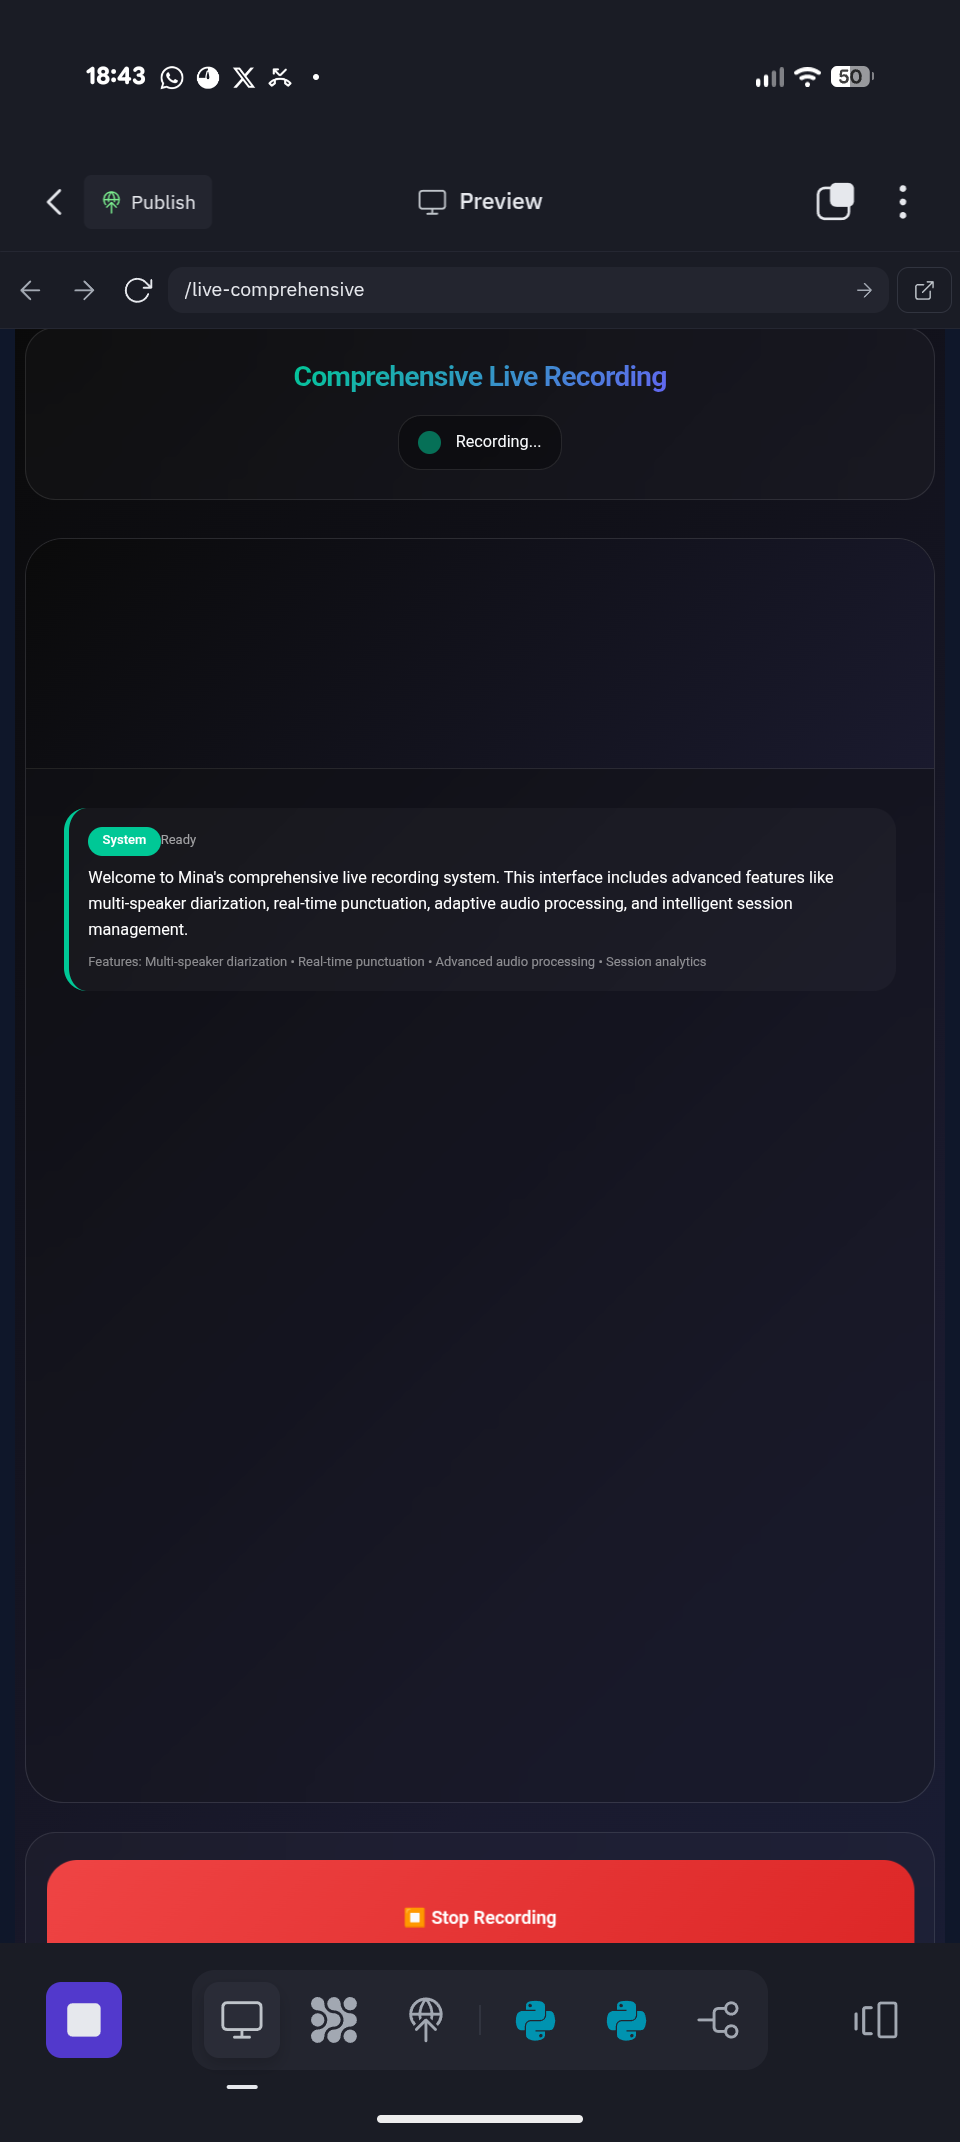 18:43
50
Publish
Preview
/live-comprehensive
Comprehensive Live Recording
Recording...
System Ready
Welcome to Mina's comprehensive live recording system. This interface includes advanced features like
multi-speaker diarization, real-time punctuation, adaptive audio processing, and intelligent session
management.
Features: Multi-speaker diarization • Real-time punctuation • Advanced audio processing • Session analytics
Stop Recording